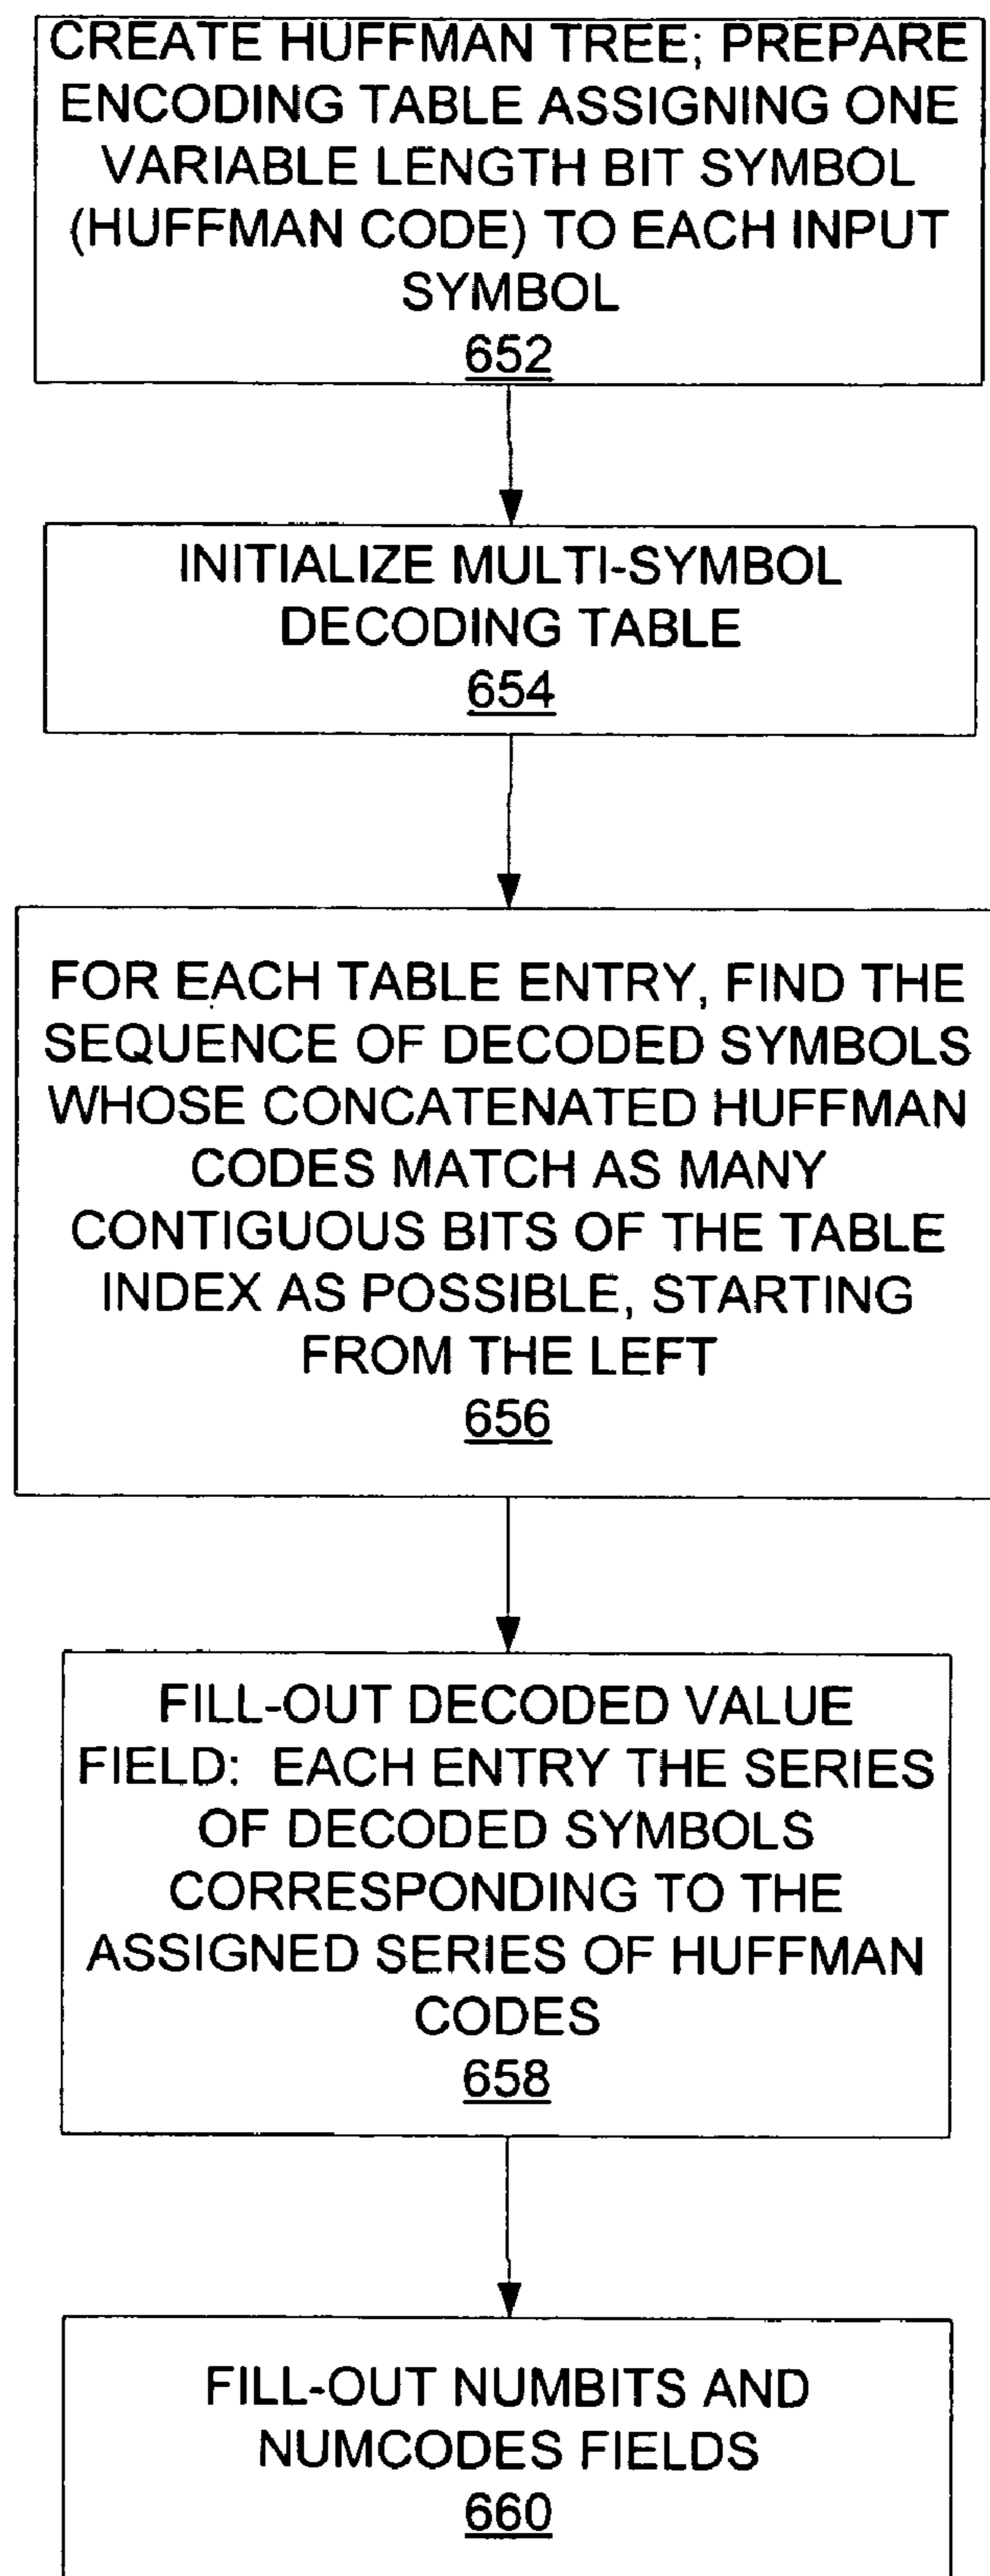 CREATE HUFFMAN TREE; PREPARE
ENCODING TABLE ASSIGNING ONE
VARIABLE LENGTH BIT SYMBOL
(HUFFMAN CODE) TO EACH INPUT
SYMBOL
652
INITIALIZE MULTI-SYMBOL
DECODING TABLE
654
FOR EACH TABLE ENTRY, FIND THE
SEQUENCE OF DECODED SYMBOLS
WHOSE CONCATENATED HUFFMAN
CODES MATCH AS MANY
CONTIGUOUS BITS OF THE TABLE
INDEX AS POSSIBLE, STARTING
FROM THE LEFT
656
FILL-OUT DECODED VALUE
FIELD: EACH ENTRY THE SERIES
OF DECODED SYMBOLS
CORRESPONDING TO THE
ASSIGNED SERIES OF HUFFMAN
CODES
658
FILL-OUT NUMBITS AND
NUMCODES FIELDS
660